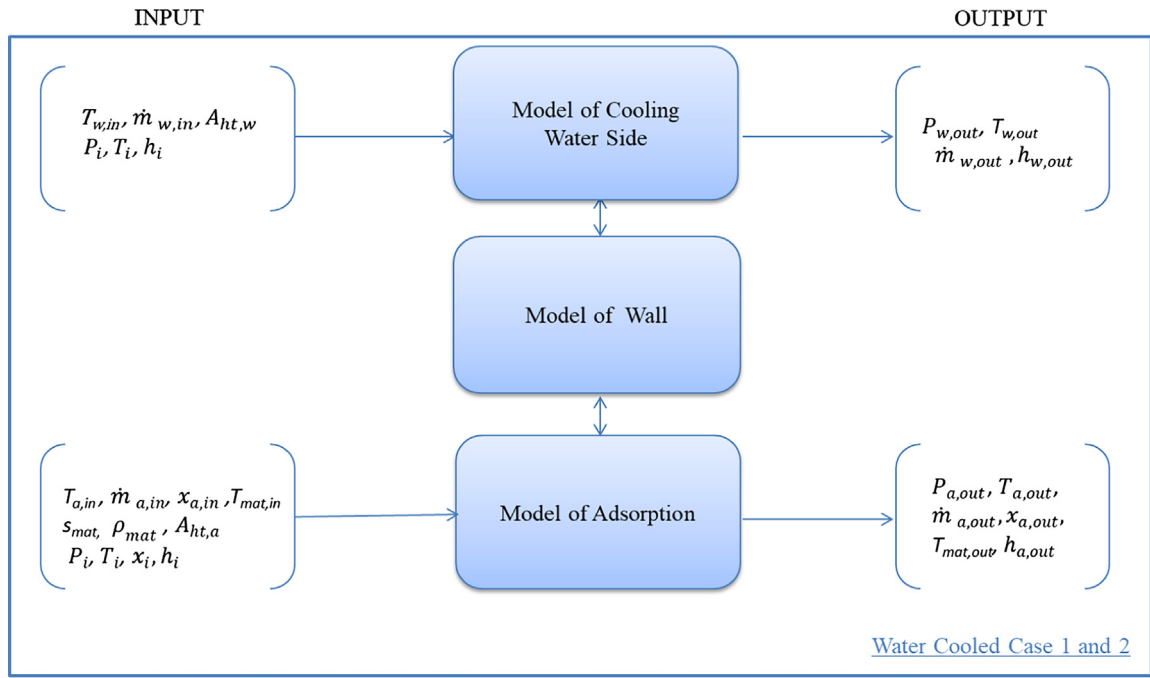 INPUT
OUTPUT
T_{w,in}, ṁ_{w,in}, A_{ht,w}
P_i, T_i, h_i
Model of Cooling
Water Side
P_{w,out}, T_{w,out}
ṁ_{w,out} , h_{w,out}
Model of Wall
T_{a,in}, ṁ_{a,in}, x_{a,in} ,T_{mat,in}
s_{mat,} ρ_{mat} , A_{ht,a}
P_i, T_i, x_i, h_i
Model of Adsorption
P_{a,out}, T_{a,out},
ṁ_{a,out}, x_{a,out},
T_{mat,out}, h_{a,out}
Water Cooled Case 1 and 2